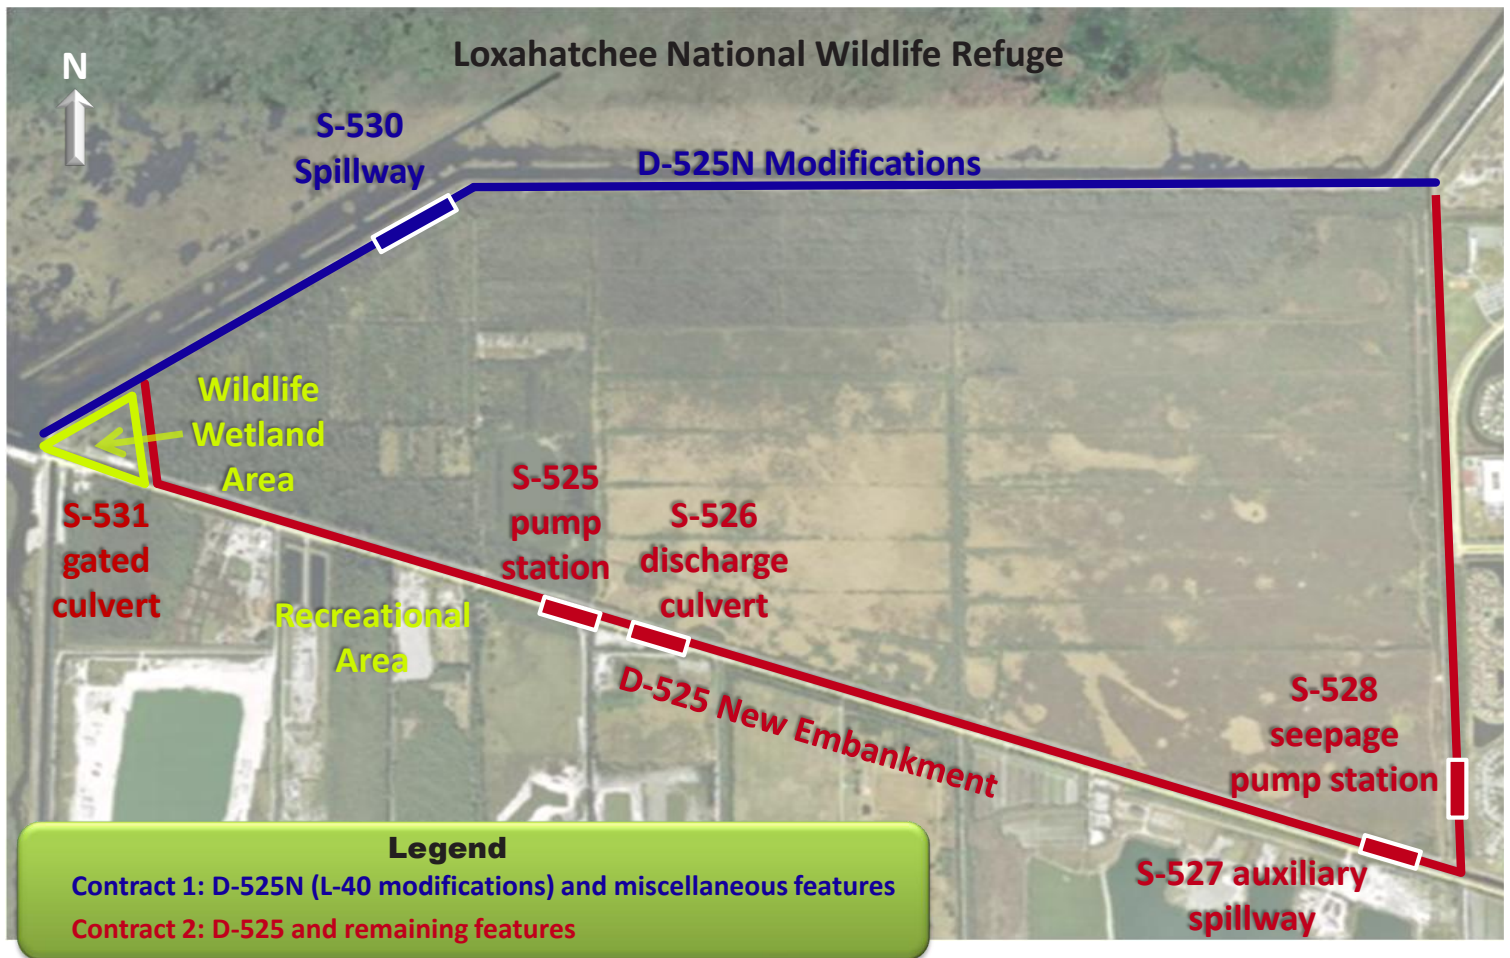 Loxahatchee National Wildlife Refuge
N
S-530
Spillway
D-525N Modifications
Wildlife
Wetland
Area
S-531
gated
culvert
S-525
pump
station
S-526
discharge
culvert
Recreational
Area
D-525 New Embankment
S-528
seepage
pump station
S-527 auxiliary
spillway
Legend
Contract 1: D-525N (L-40 modifications) and miscellaneous features
Contract 2: D-525 and remaining features